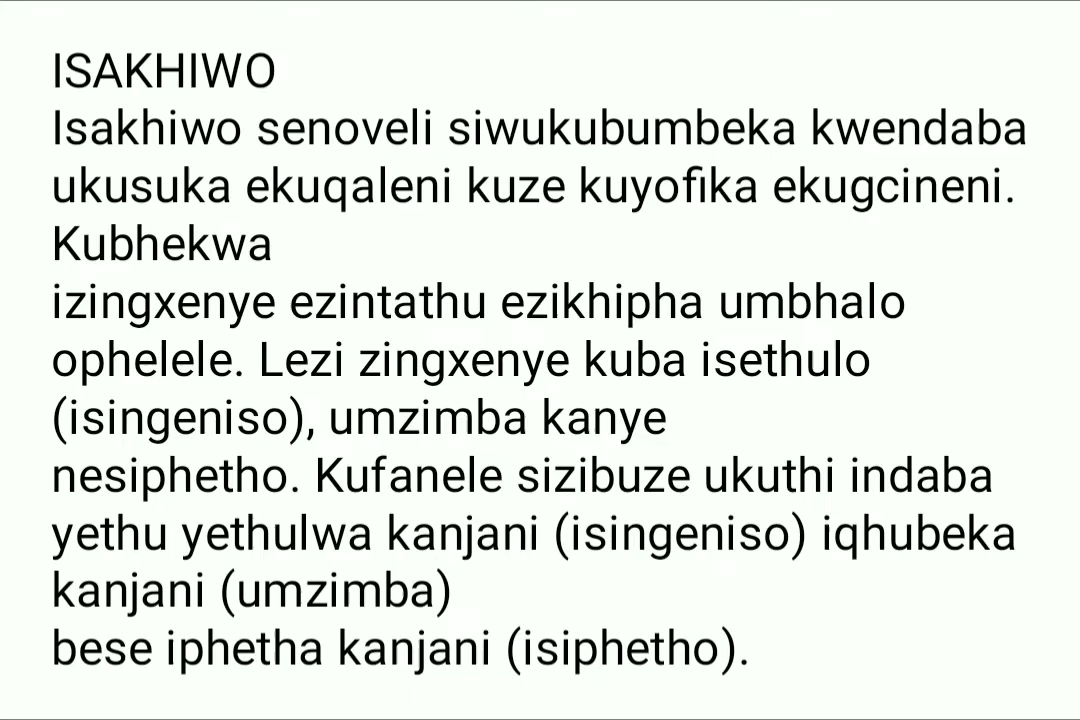 ISAKHIWO
Isakhiwo senoveli siwukubumbeka kwendaba
ukusuka ekuqaleni kuze kuyofika ekugcineni.
Kubhekwa
izingxenye ezintathu ezikhipha umbhalo
ophelele. Lezi zingxenye kuba isethulo
(isingeniso), umzimba kanye
nesiphetho. Kufanele sizibuze ukuthi indaba
yethu yethulwa kanjani (isingeniso) iqhubeka
kanjani (umzimba)
bese iphetha kanjani (isiphetho).